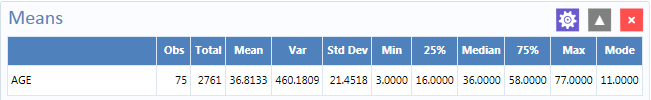 Means
Obs Total Mean Var Std Dev Min 25% Median 75% Max Mode
AGE 75 2761 36.8133 460.1809 21.4518 3.0000 16.0000 36.0000 58.0000 77.0000 11.0000